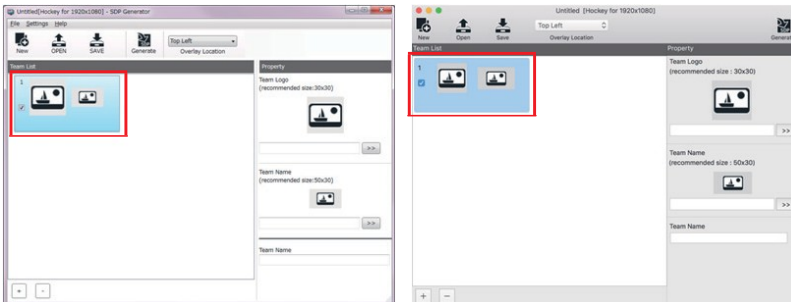 Untitled[Hockey for 1920x1080] - SDP Generator
File Settings Help
New
OPEN
SAVE
Generate
Top Left
Overlay Location
Team List
Property
1
Team Logo
(recommended size:30x30)
>>
Team Name
(recommended size:50x30)
>>
Team Name
+
-
Untitled [Hockey for 1920x1080]
New
Open
Save
Top Left
Overlay Location
Generate
Team List
Property
1
Team Logo
(recommended size : 30x30)
>>
Team Name
(recommended size : 50x30)
>>
Team Name
+
-